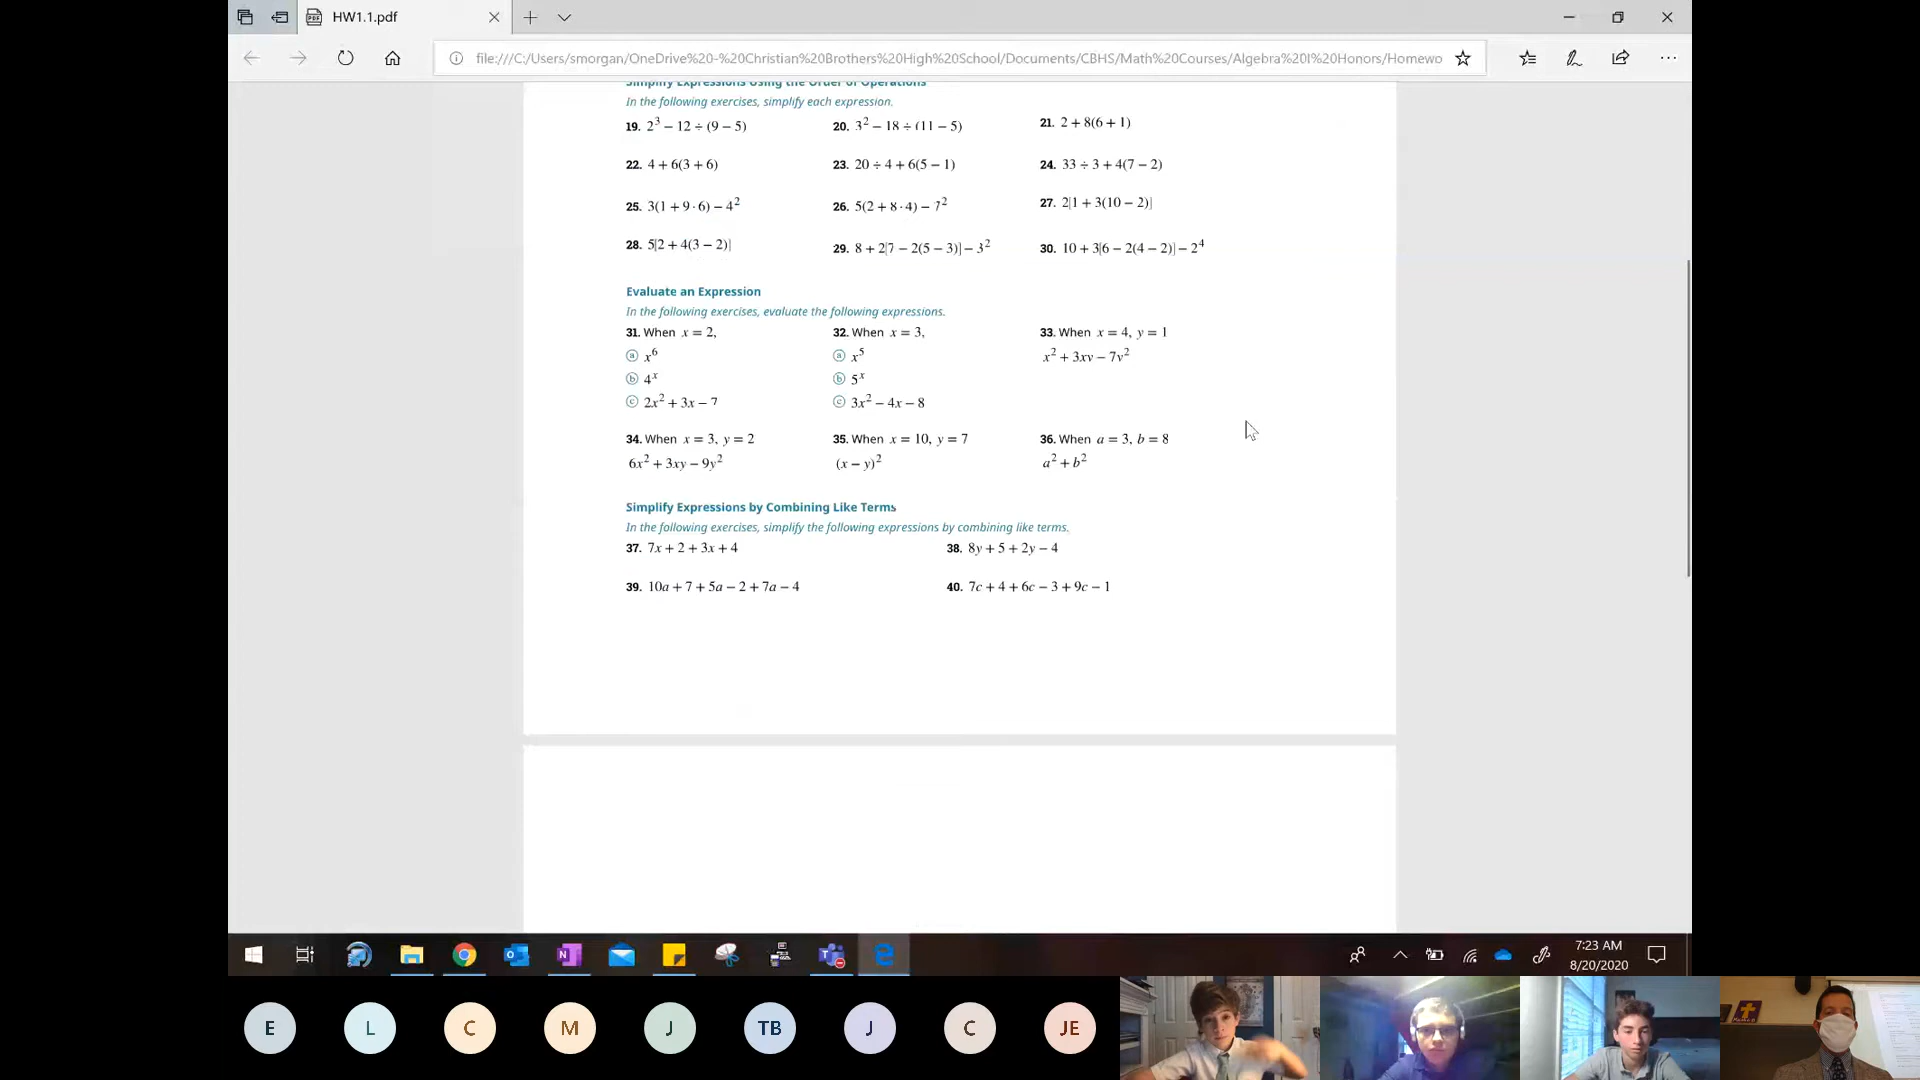 HW1.1.pdf
file:///C:/Users/smorgan/OneDrive%20-%20Christian%20Brothers%20High%20School/Documents/CBHS/Math%20Courses/Algebra%20I%20Honors/Homewo
Simplify Expressions Using the Order of Operations
In the following exercises, simplify each expression.
19. 2³ − 12 ÷ (9 − 5) 20. 3² − 18 ÷ (11 − 5) 21. 2 + 8(6 + 1)
22. 4 + 6(3 + 6) 23. 20 ÷ 4 + 6(5 − 1) 24. 33 ÷ 3 + 4(7 − 2)
25. 3(1 + 9 · 6) − 4² 26. 5(2 + 8 · 4) − 7² 27. 2[1 + 3(10 − 2)]
28. 5[2 + 4(3 − 2)] 29. 8 + 2[7 − 2(5 − 3)] − 3² 30. 10 + 3[6 − 2(4 − 2)] − 2⁴
Evaluate an Expression
In the following exercises, evaluate the following expressions.
31. When x = 2, 32. When x = 3, 33. When x = 4, y = 1
ⓐ x⁶ ⓐ x⁵ x² + 3xy − 7y²
ⓑ 4ˣ ⓑ 5ˣ
ⓒ 2x² + 3x − 7 ⓒ 3x² − 4x − 8
34. When x = 3, y = 2 35. When x = 10, y = 7 36. When a = 3, b = 8
6x² + 3xy − 9y² (x − y)² a² + b²
Simplify Expressions by Combining Like Terms
In the following exercises, simplify the following expressions by combining like terms.
37. 7x + 2 + 3x + 4 38. 8y + 5 + 2y − 4
39. 10a + 7 + 5a − 2 + 7a − 4 40. 7c + 4 + 6c − 3 + 9c − 1
7:23 AM
8/20/2020
E L C M J TB J C JE